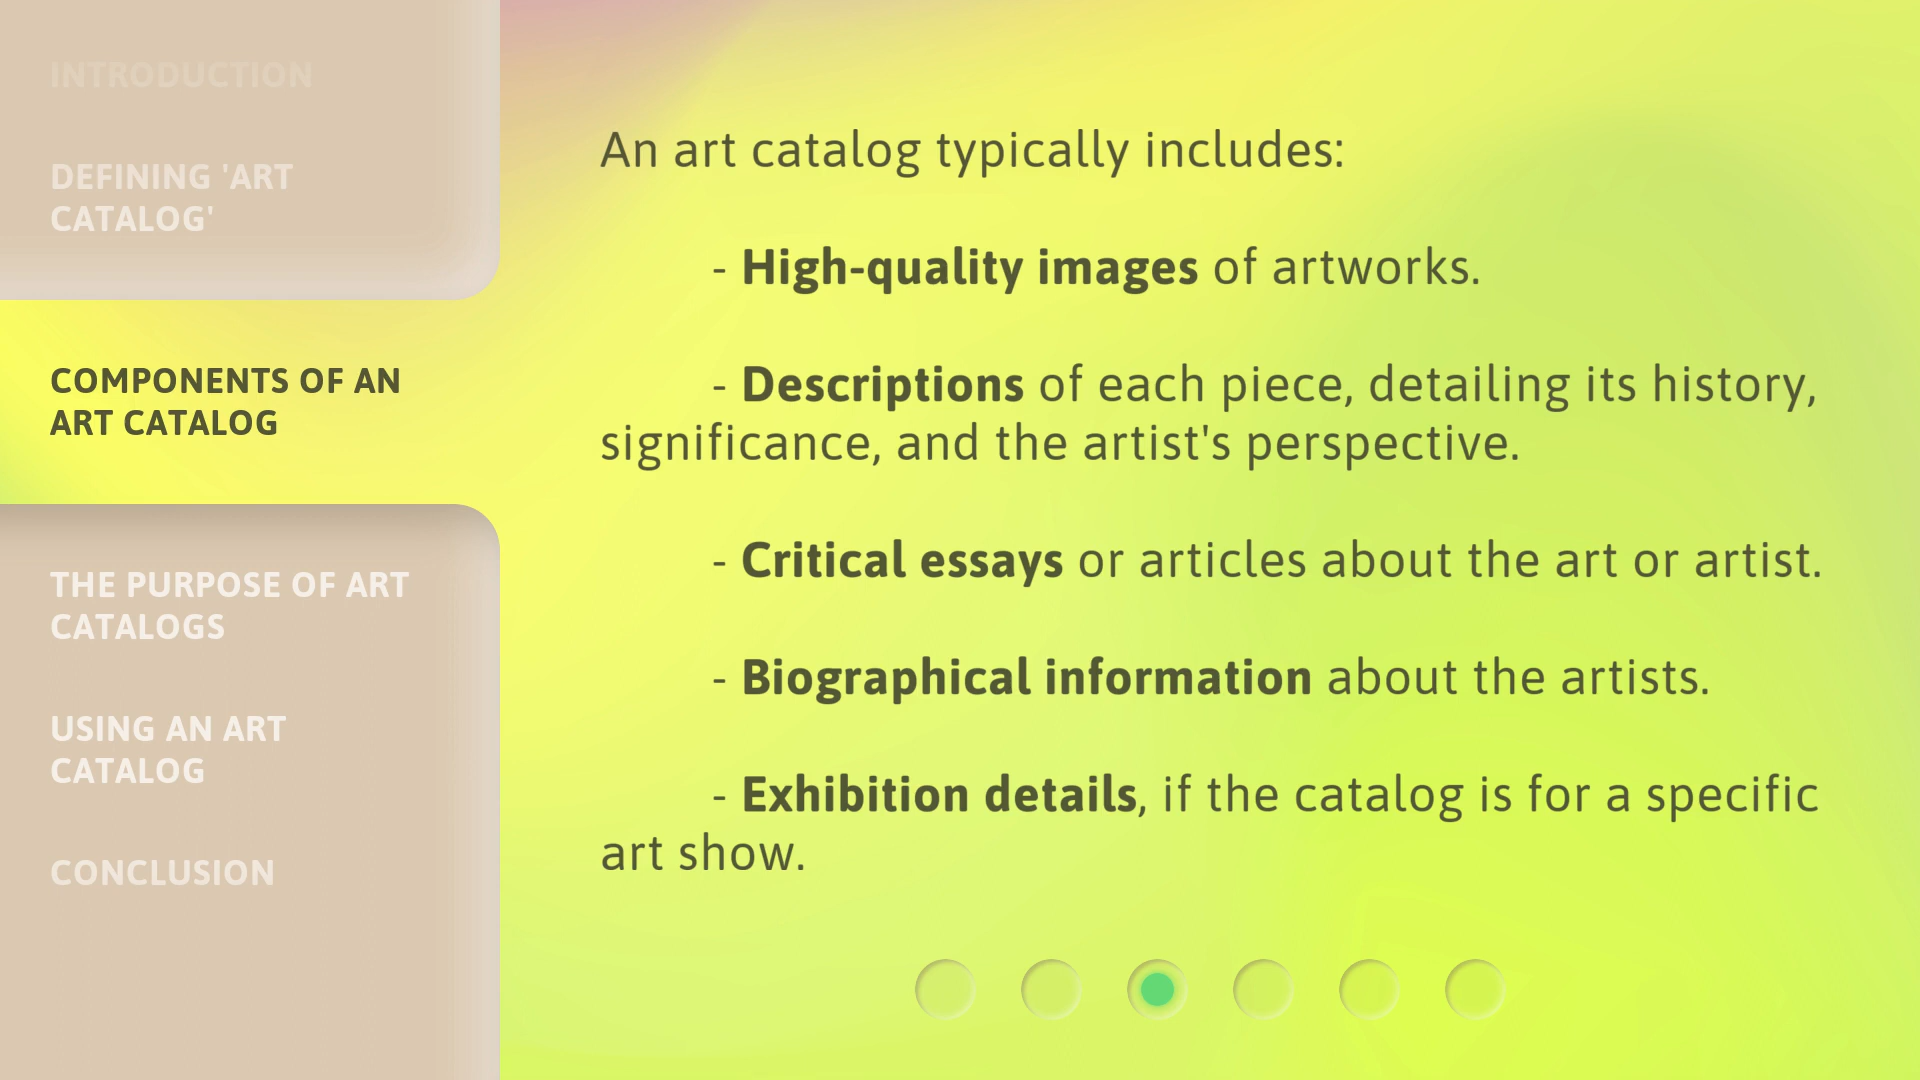 INTRODUCTION
DEFINING 'ART
CATALOG'
COMPONENTS OF AN
ART CATALOG
THE PURPOSE OF ART
CATALOGS
USING AN ART
CATALOG
CONCLUSION
An art catalog typically includes:
- High-quality images of artworks.
- Descriptions of each piece, detailing its history,
significance, and the artist's perspective.
- Critical essays or articles about the art or artist.
- Biographical information about the artists.
- Exhibition details, if the catalog is for a specific
art show.